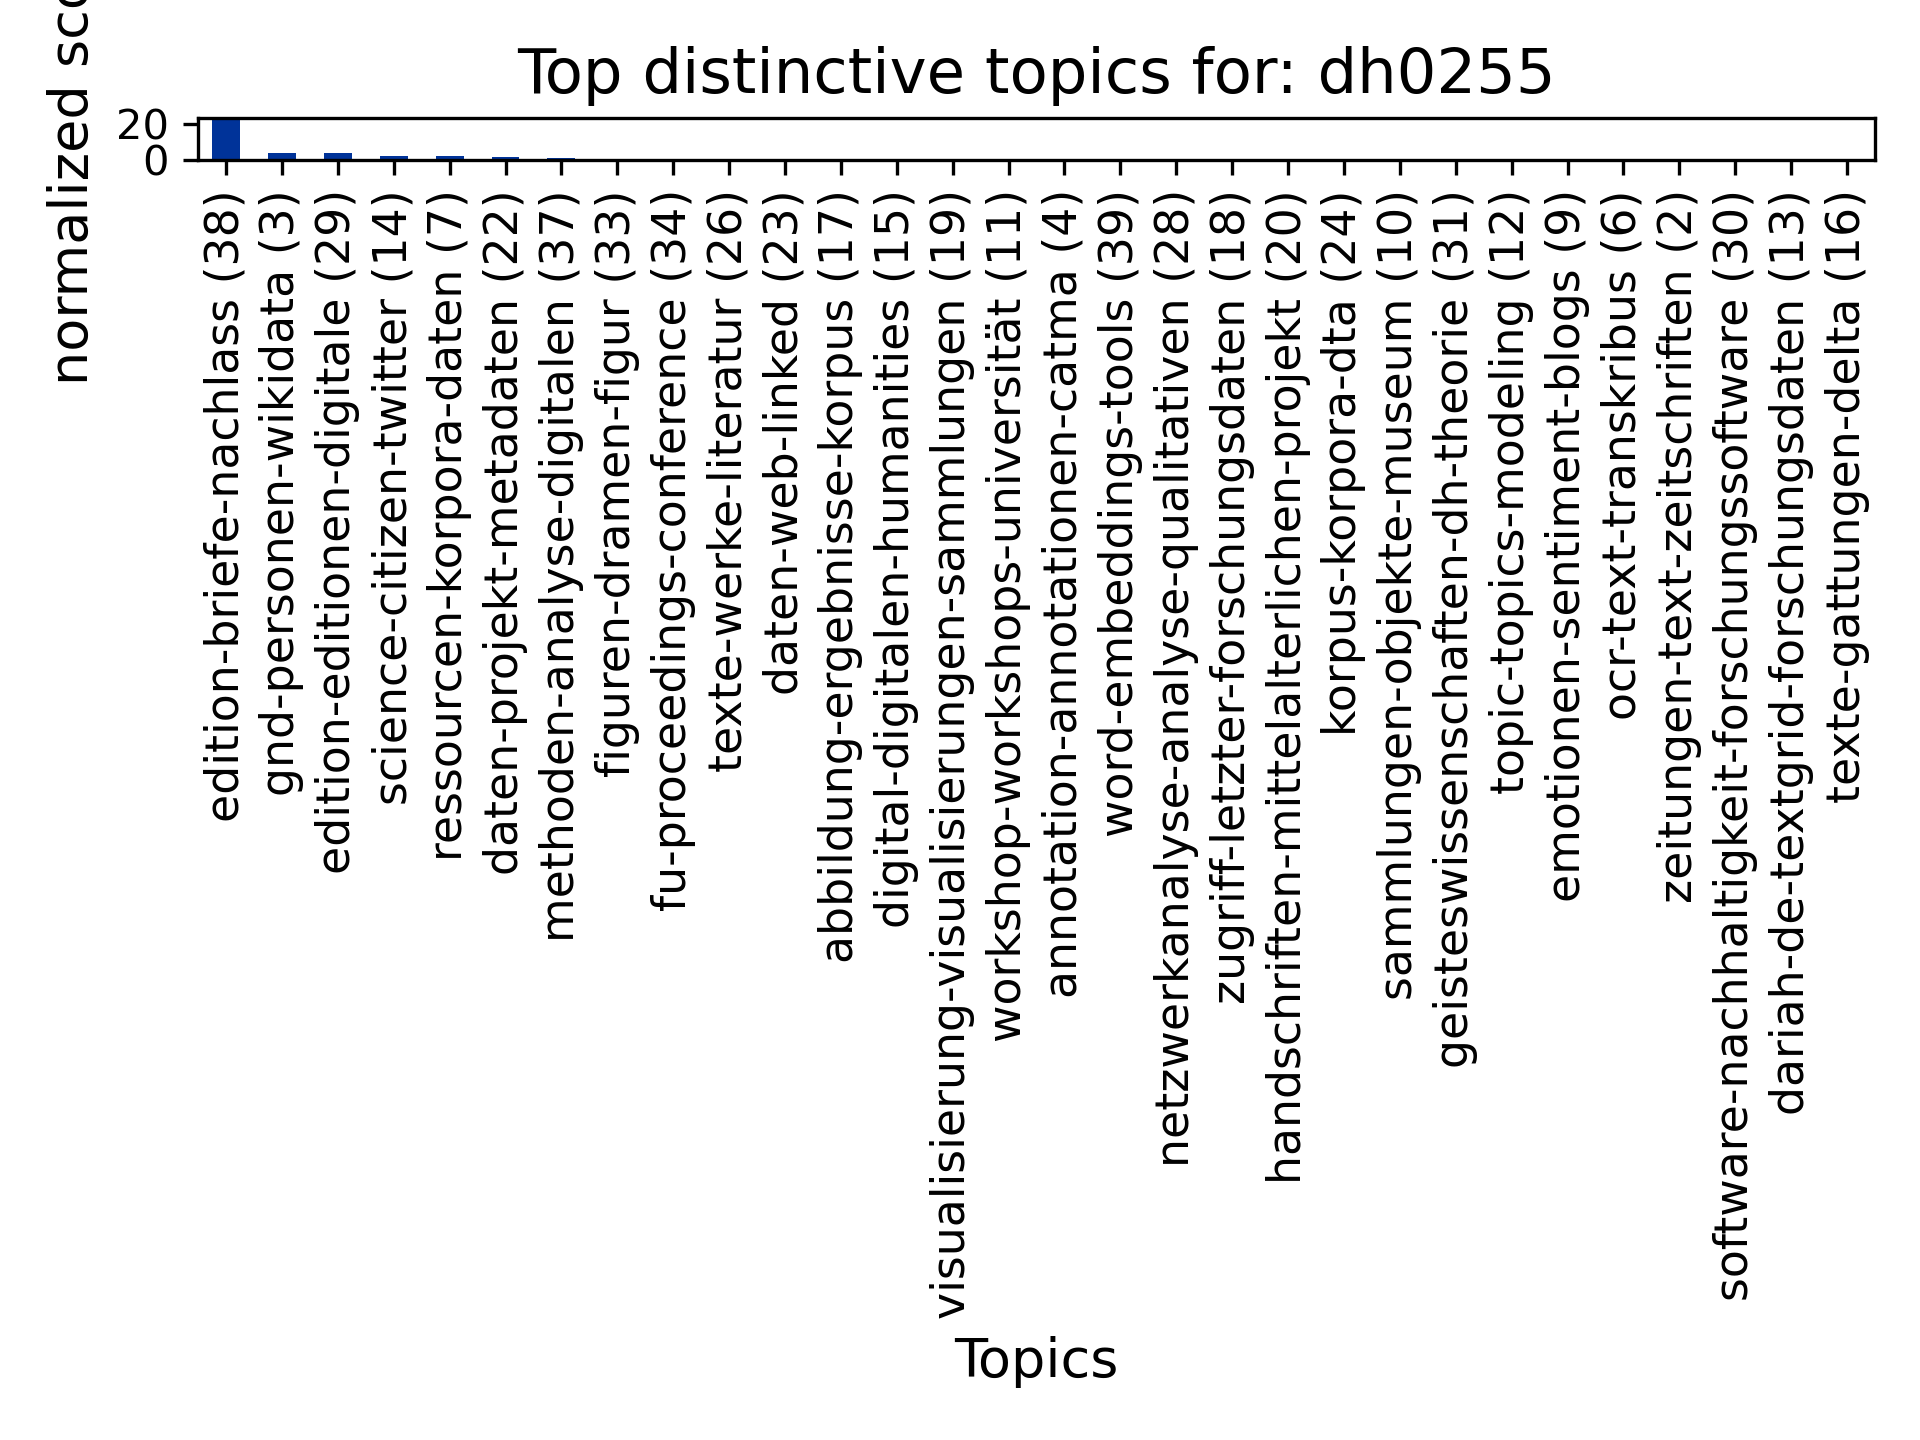 Top distinctive topics for: dh0255
normalized sco
20
0
edition-briefe-nachlass (38)
gnd-personen-wikidata (3)
edition-editionen-digitale (29)
science-citizen-twitter (14)
ressourcen-korpora-daten (7)
daten-projekt-metadaten (22)
methoden-analyse-digitalen (37)
figuren-dramen-figur (33)
fu-proceedings-conference (34)
texte-werke-literatur (26)
daten-web-linked (23)
abbildung-ergebnisse-korpus (17)
digital-digitalen-humanities (15)
visualisierung-visualisierungen-sammlungen (19)
workshop-workshops-universität (11)
annotation-annotationen-catma (4)
word-embeddings-tools (39)
netzwerkanalyse-analyse-qualitativen (28)
zugriff-letzter-forschungsdaten (18)
handschriften-mittelalterlichen-projekt (20)
korpus-korpora-dta (24)
sammlungen-objekte-museum (10)
geisteswissenschaften-dh-theorie (31)
topic-topics-modeling (12)
emotionen-sentiment-blogs (9)
ocr-text-transkribus (6)
zeitungen-text-zeitschriften (2)
software-nachhaltigkeit-forschungssoftware (30)
dariah-de-textgrid-forschungsdaten (13)
texte-gattungen-delta (16)
Topics